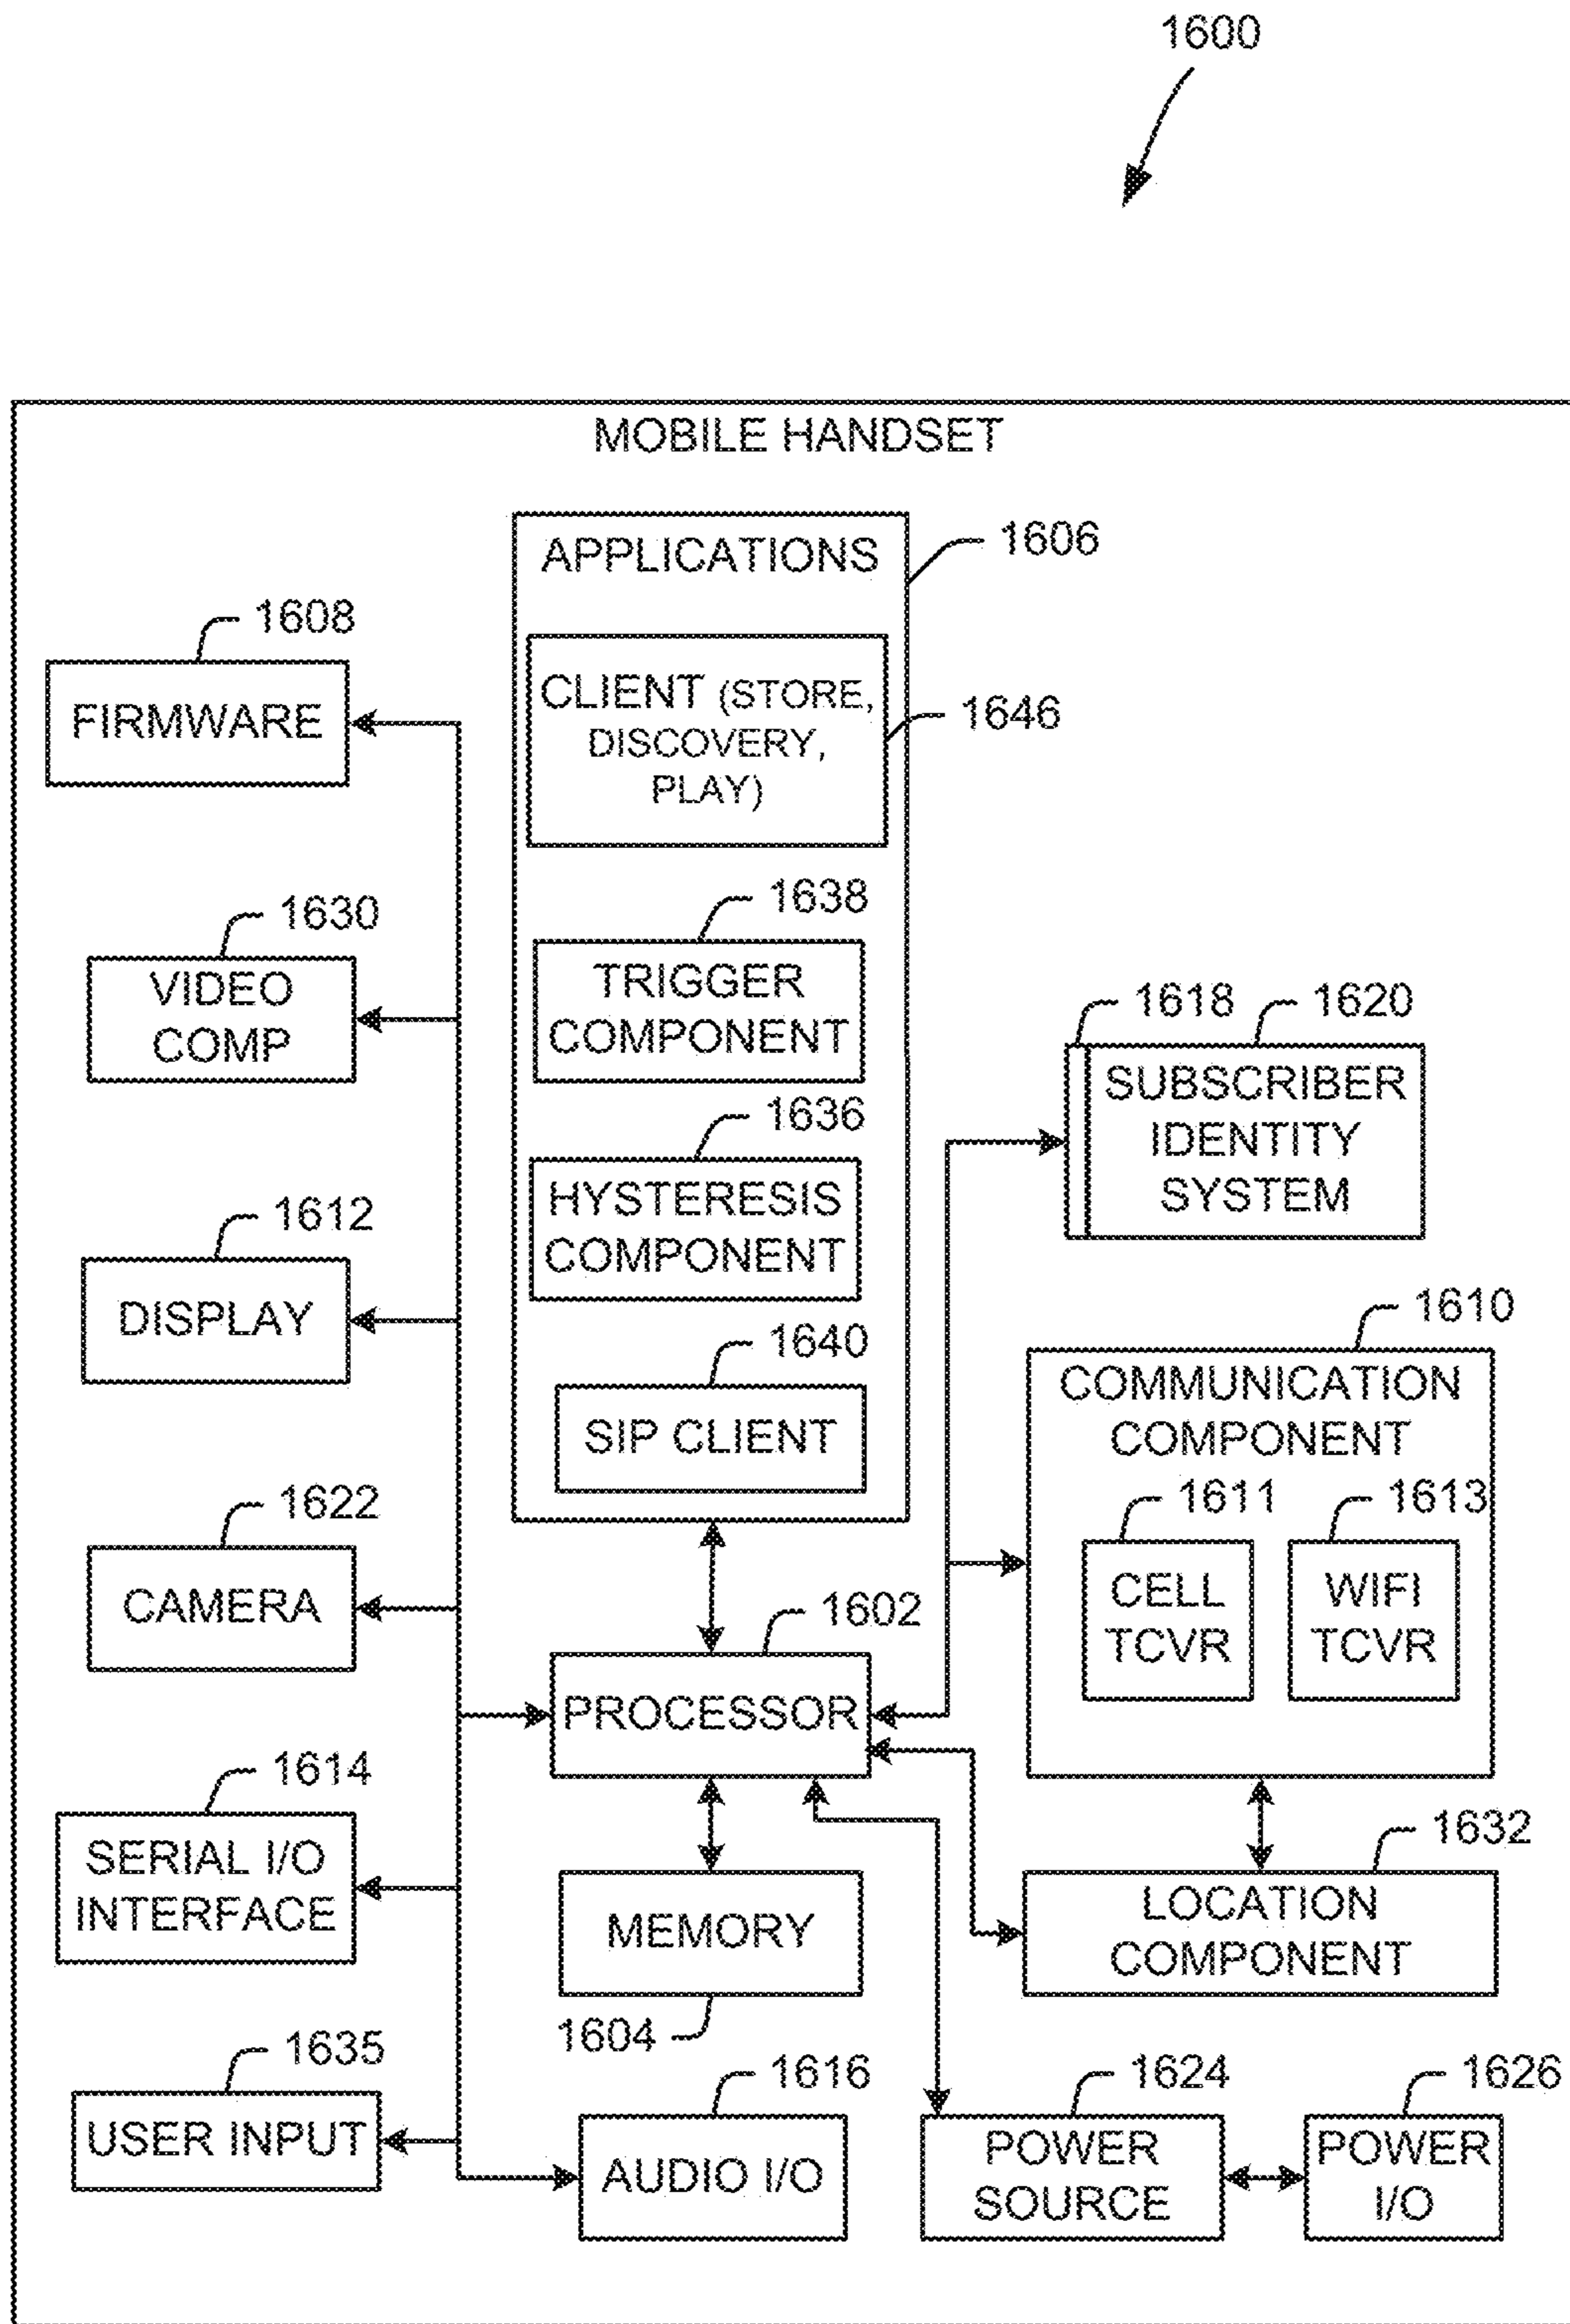 1600
MOBILE HANDSET
APPLICATIONS
1606
CLIENT (STORE,
DISCOVERY,
PLAY)
1646
1608
FIRMWARE
1638
TRIGGER
COMPONENT
1630
VIDEO
COMP
1618
1620
SUBSCRIBER
IDENTITY
SYSTEM
1636
HYSTERESIS
COMPONENT
1612
DISPLAY
1640
SIP CLIENT
1610
COMMUNICATION
COMPONENT
1611
1613
CELL
TCVR
WIFI
TCVR
1622
CAMERA
1602
PROCESSOR
1614
SERIAL I/O
INTERFACE
MEMORY
1604
1632
LOCATION
COMPONENT
1635
USER INPUT
1616
AUDIO I/O
1624
POWER
SOURCE
1626
POWER
I/O